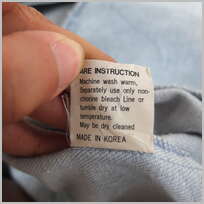 ARE INSTRUCTION
Machine wash warm,
Separately use only non-
chlorine bleach Line or
tumble dry at low
temperature.
May be dry cleaned
MADE IN KOREA